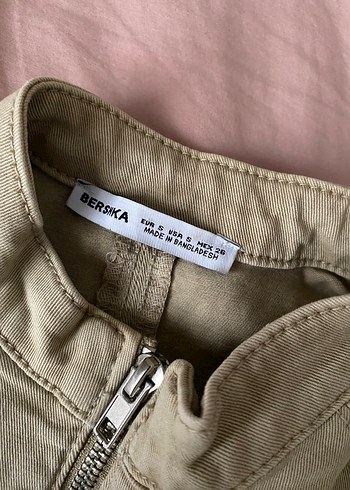 BERSHKA
EUR S USA S MEX 26
MADE IN BANGLADESH